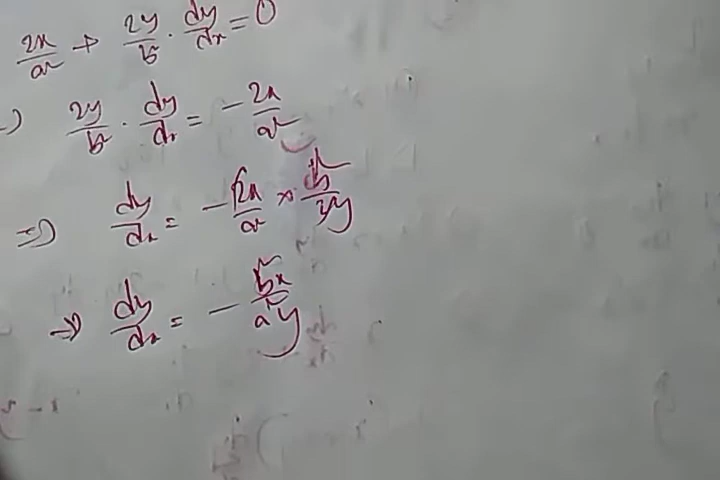 2x/a² + 2y/b² · dy/dx = 0
⇒ 2y/b² · dy/dx = - 2x/a²
⇒ dy/dx = - 2x/a² × b²/2y
⇒ dy/dx = - b²x/a²y